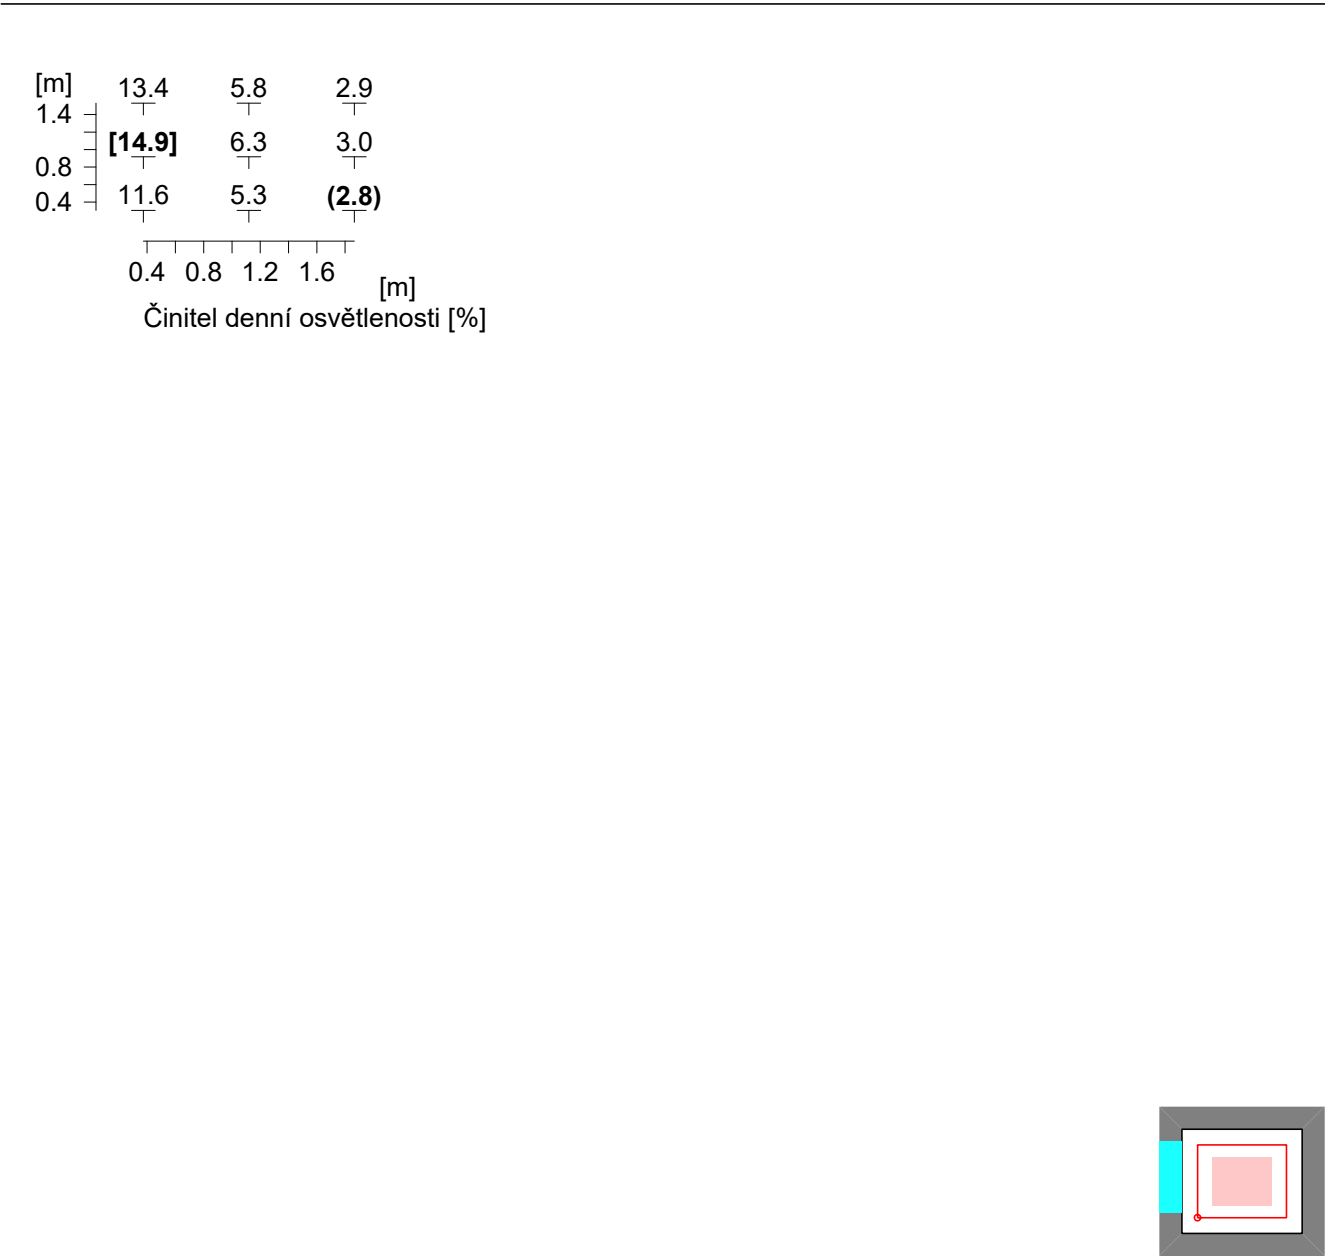 [m] 13.4 5.8 2.9
1.4
[14.9] 6.3 3.0
0.8
0.4 11.6 5.3 (2.8)
0.4 0.8 1.2 1.6
[m]
Činitel denní osvětlenosti [%]